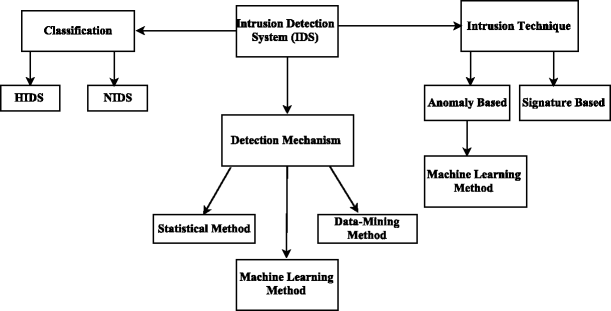 Classification
Intrusion Detection
System (IDS)
Intrusion Technique
HIDS
NIDS
Anomaly Based
Signature Based
Detection Mechanism
Machine Learning
Method
Statistical Method
Data-Mining
Method
Machine Learning
Method